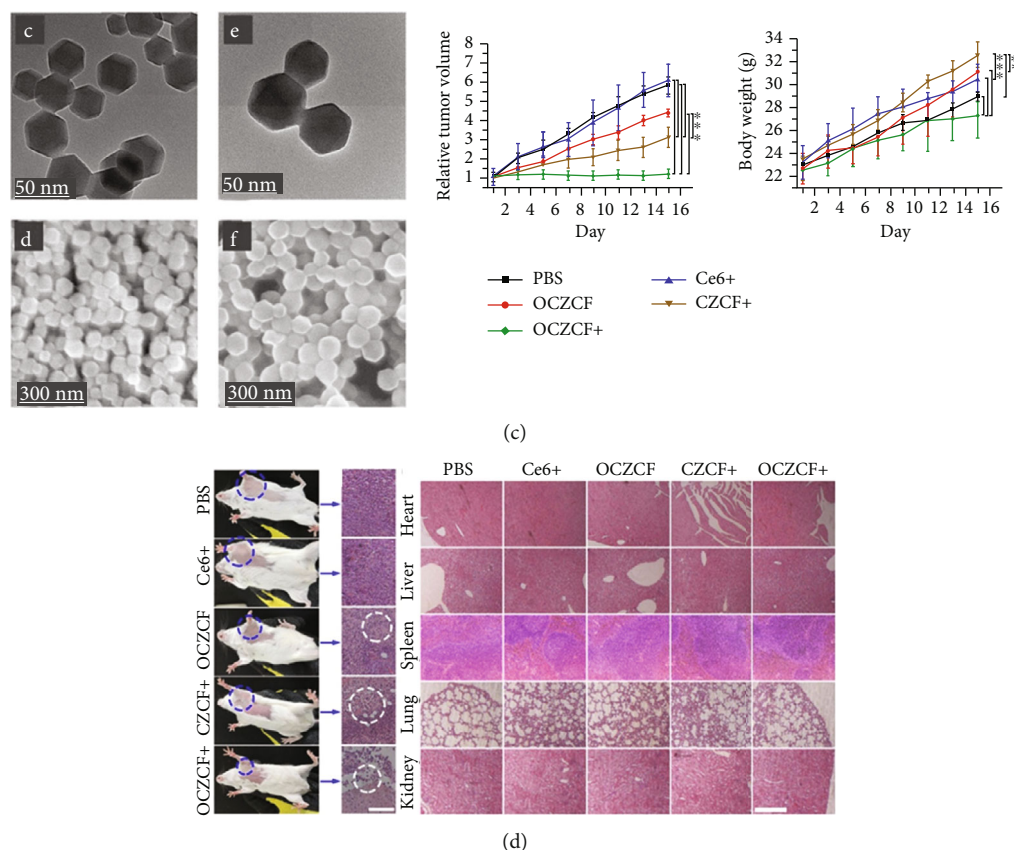 c
50 nm
e
50 nm
d
300 nm
f
300 nm
Relative tumor volume
8
7
6
5
4
3
2
1
2 4 6 8 10 12 14 16
Day
***
Body weight (g)
34
32
30
28
26
24
22
2 4 6 8 10 12 14 16
Day
***
PBS
OCZCF
OCZCF+
Ce6+
CZCF+
(c)
PBS
Ce6+
OCZCF
CZCF+
OCZCF+
PBS Ce6+ OCZCF CZCF+ OCZCF+
Heart
Liver
Spleen
Lung
Kidney
(d)